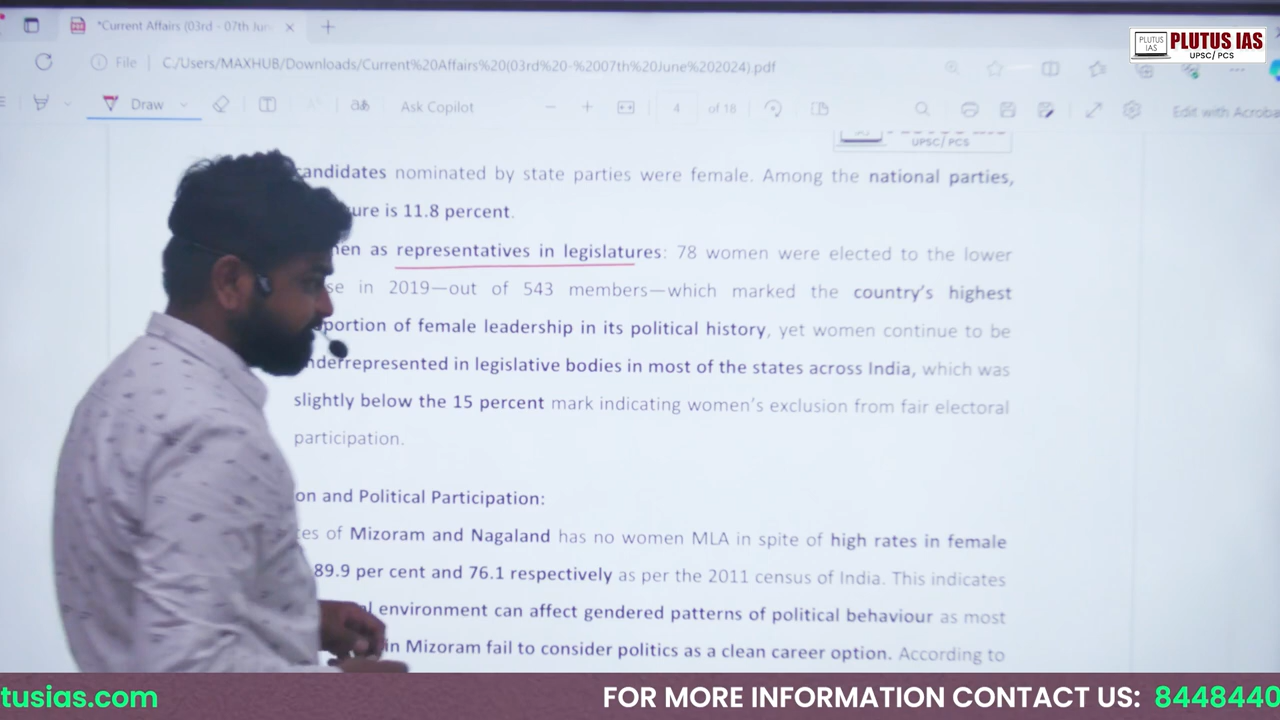 *Current Affairs (03rd - 07th Jun
PLUTUS IAS
PLUTUS IAS
UPSC/ PCS
File
C:/Users/MAXHUB/Downloads/Current%20
Draw
Ask Copilot
4 of 18
Edit with Acroba
UPSC/ PCS
candidates nominated by state parties were female. Among the national parties,
ure is 11.8 percent.
en as representatives in legislatures: 78 women were elected to the lower
se in 2019—out of 543 members—which marked the country's highest
portion of female leadership in its political history, yet women continue to be
nderrepresented in legislative bodies in most of the states across India, which was
slightly below the 15 percent mark indicating women's exclusion from fair electoral
participation.
on and Political Participation:
es of Mizoram and Nagaland has no women MLA in spite of high rates in female
89.9 per cent and 76.1 respectively as per the 2011 census of India. This indicates
l environment can affect gendered patterns of political behaviour as most
in Mizoram fail to consider politics as a clean career option. According to
tusias.com
FOR MORE INFORMATION CONTACT US: 8448440